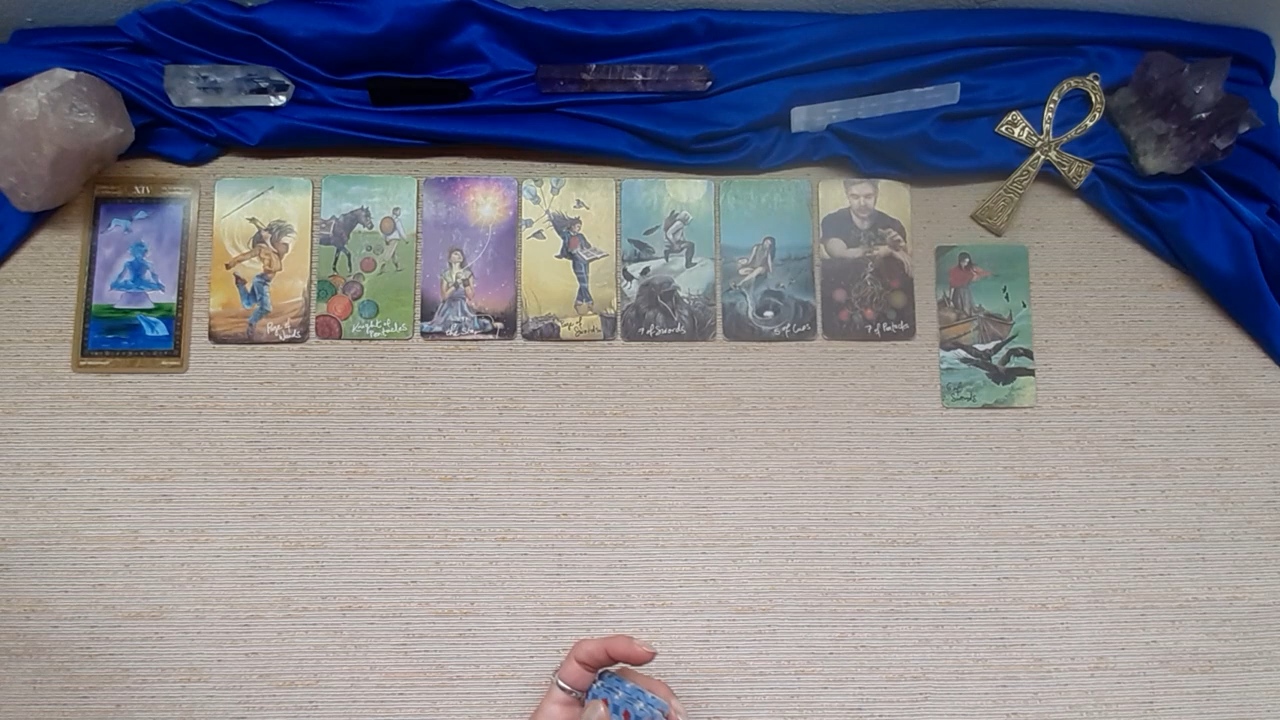 XIV
Page of
Wands
Knight of
Pentacles
the Star
Page of
Swords
7 of Swords
5 of Cups
7 of Pentacles
6 of
Swords